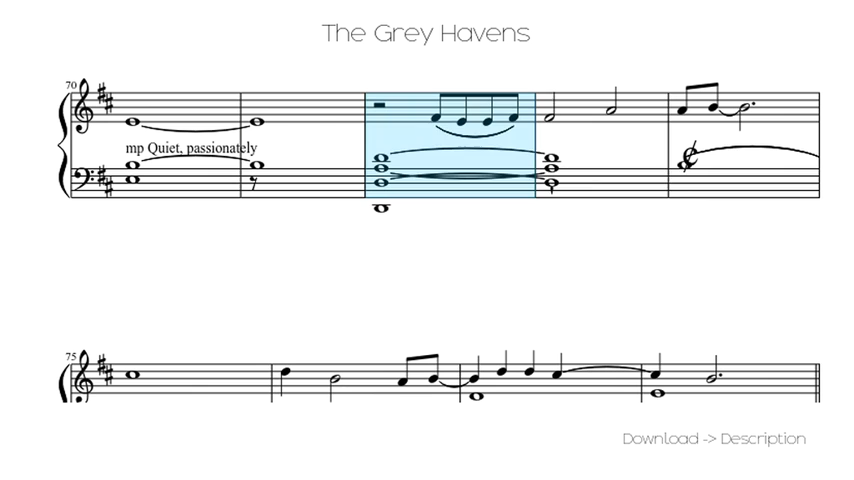 The Grey Havens
70
mp Quiet, passionately
75
Download -> Description